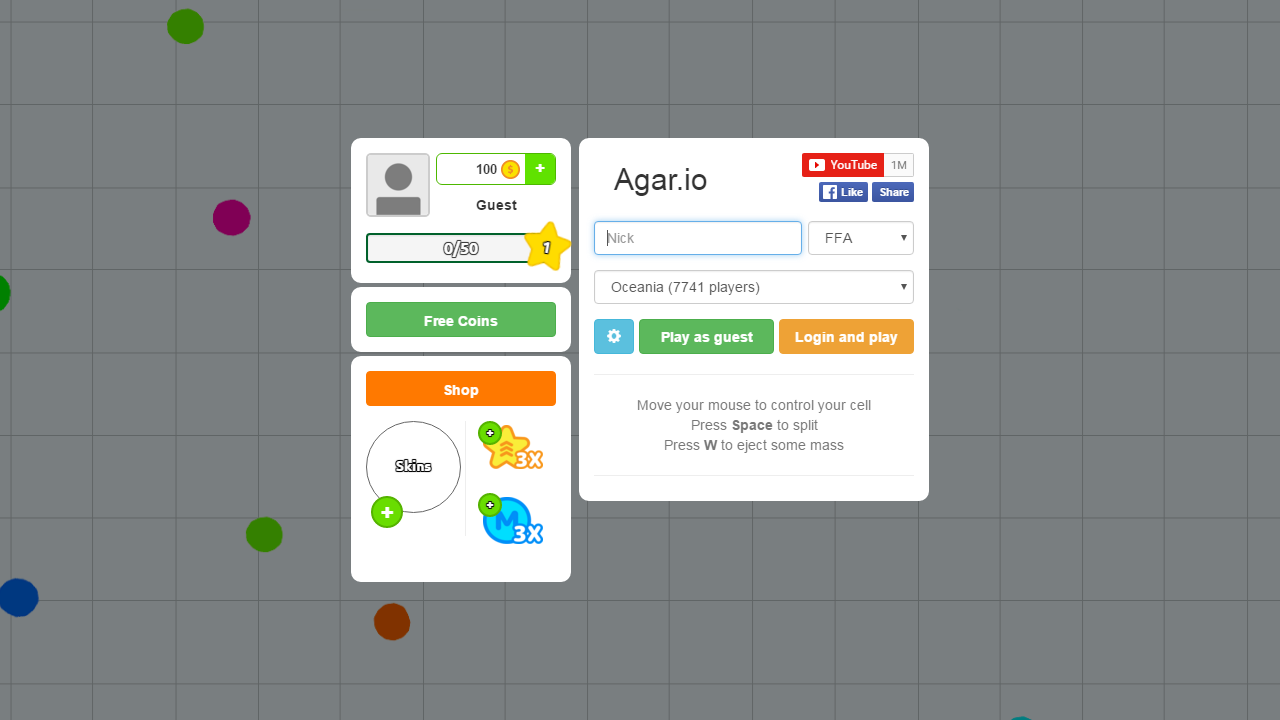 100
Guest
0/50
1
Free Coins
Shop
Skins
3X
M
3X
Agar.io
YouTube 1M
Like Share
Nick FFA
Oceania (7741 players)
Play as guest Login and play
Move your mouse to control your cell
Press Space to split
Press W to eject some mass